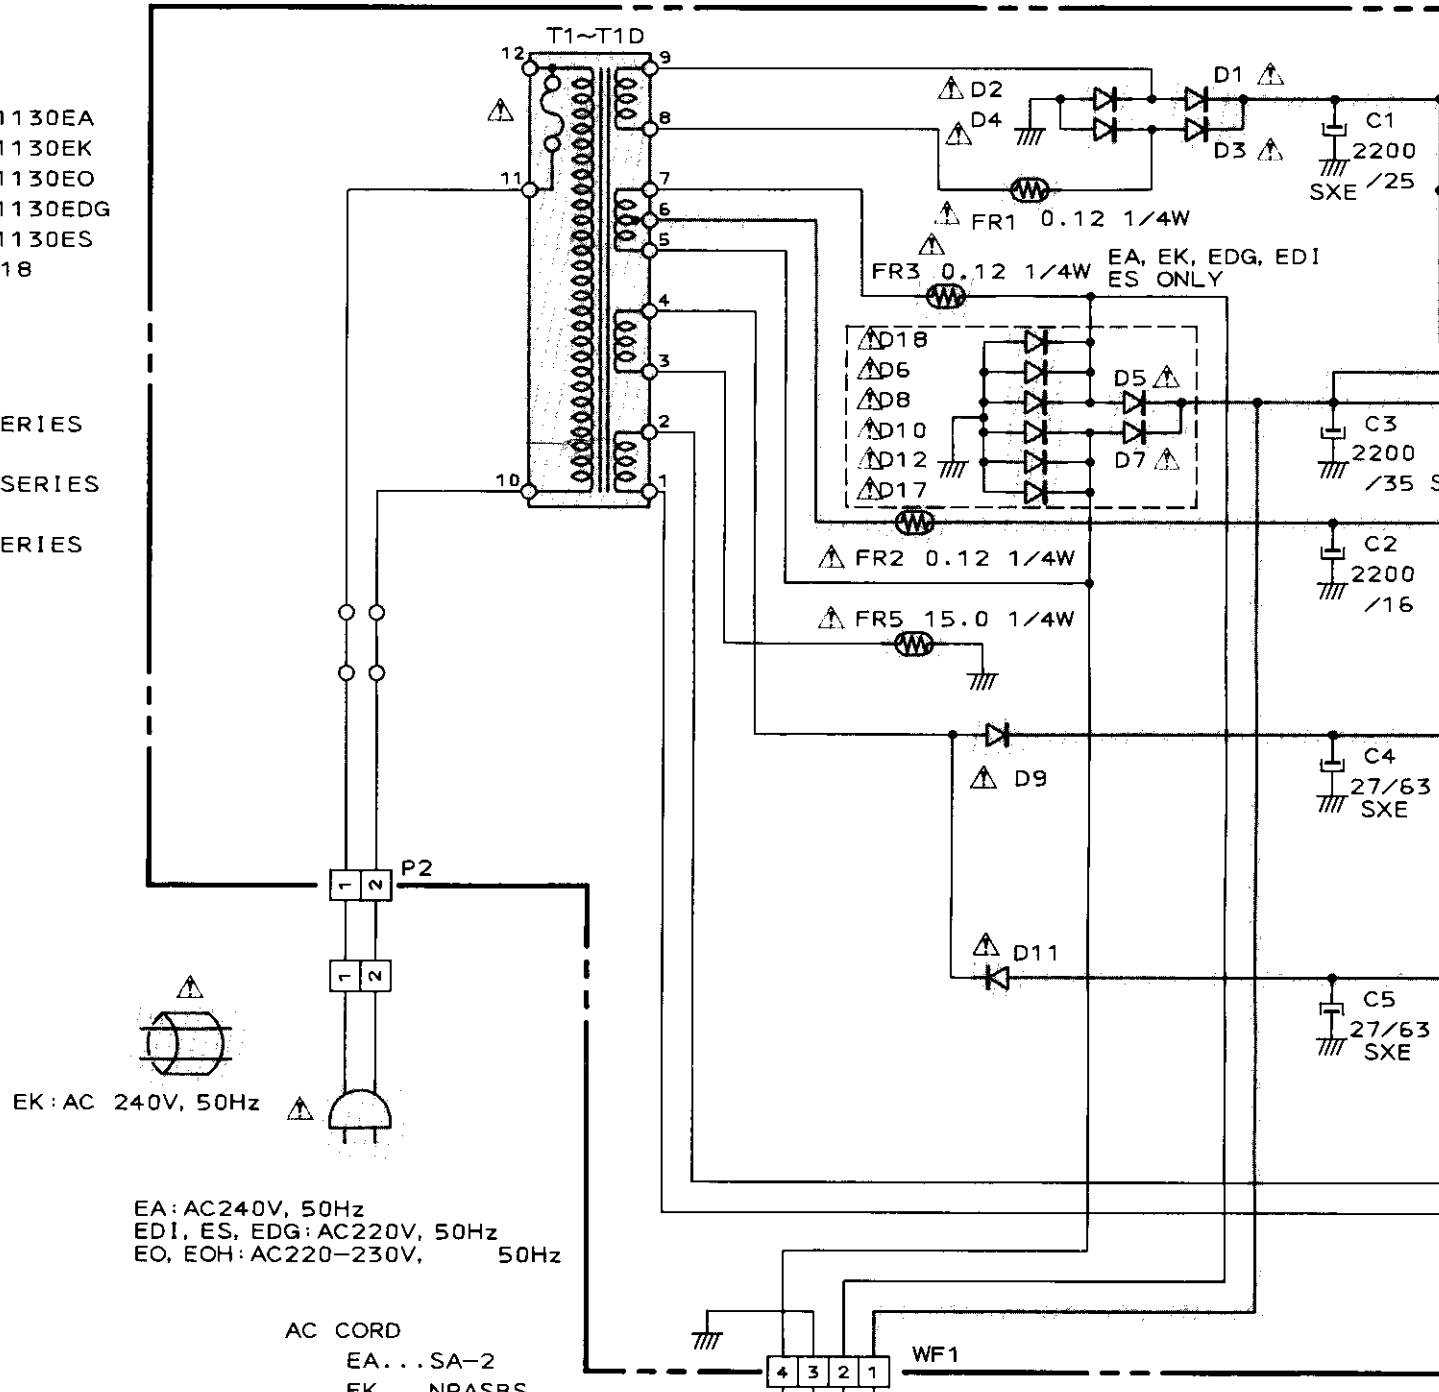 T1~T1D
12
9
D2
D1
1130EA
8
D4
C1
1130EK
D3
2200
1130EO
11
7
SXE /25
1130EDG
6
FR1 0.12 1/4W
1130ES
5
EA, EK, EDG, EDI
18
FR3 0.12 1/4W
ES ONLY
4
D18
D6
3
D5
D8
ERIES
2
D10
C3
D12
D7
2200
SERIES
10
1
D17
/35 S
ERIES
C2
FR2 0.12 1/4W
2200
/16
FR5 15.0 1/4W
C4
D9
27/63
SXE
P2
1 2
D11
1 2
C5
27/63
SXE
EK:AC 240V, 50Hz
EA:AC240V, 50Hz
EDI, ES, EDG:AC220V, 50Hz
EO, EOH:AC220-230V, 50Hz
AC CORD
WF1
EA...SA-2
4 3 2 1